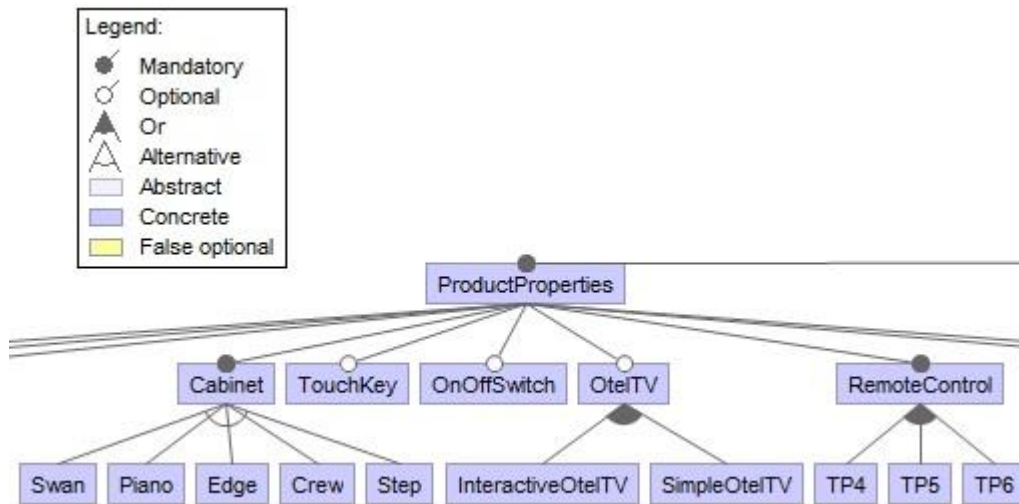 Legend:
Mandatory
Optional
Or
Alternative
Abstract
Concrete
False optional
ProductProperties
Cabinet TouchKey OnOffSwitch OtelTV RemoteControl
Swan Piano Edge Crew Step InteractiveOtelTV SimpleOtelTV TP4 TP5 TP6